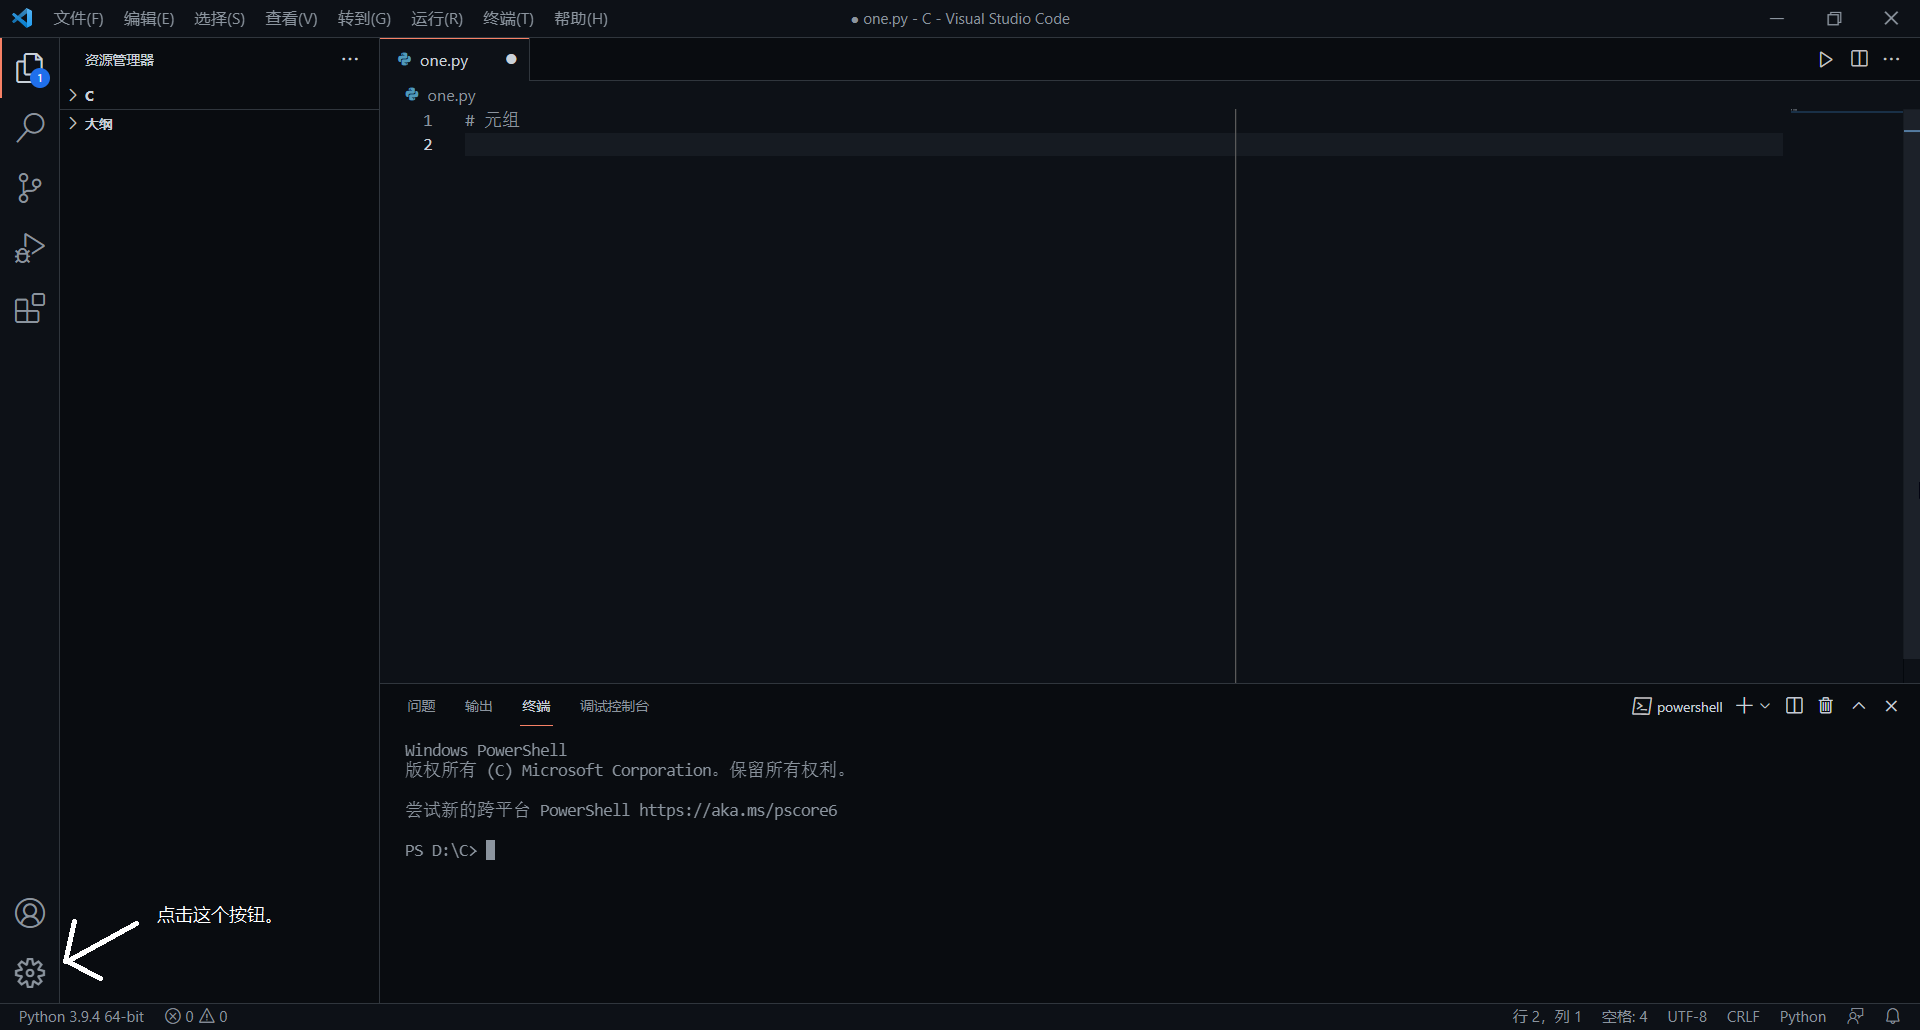 文件(F) 编辑(E) 选择(S) 查看(V) 转到(G) 运行(R) 终端(T) 帮助(H) ● one.py - C - Visual Studio Code
资源管理器 ···
one.py ●
1
C
one.py
大纲
1 # 元组
2
问题 输出 终端 调试控制台 powershell
Windows PowerShell
版权所有 (C) Microsoft Corporation。保留所有权利。
尝试新的跨平台 PowerShell https://aka.ms/pscore6
PS D:\C>
点击这个按钮。
Python 3.9.4 64-bit 0 0 行 2，列 1 空格: 4 UTF-8 CRLF Python